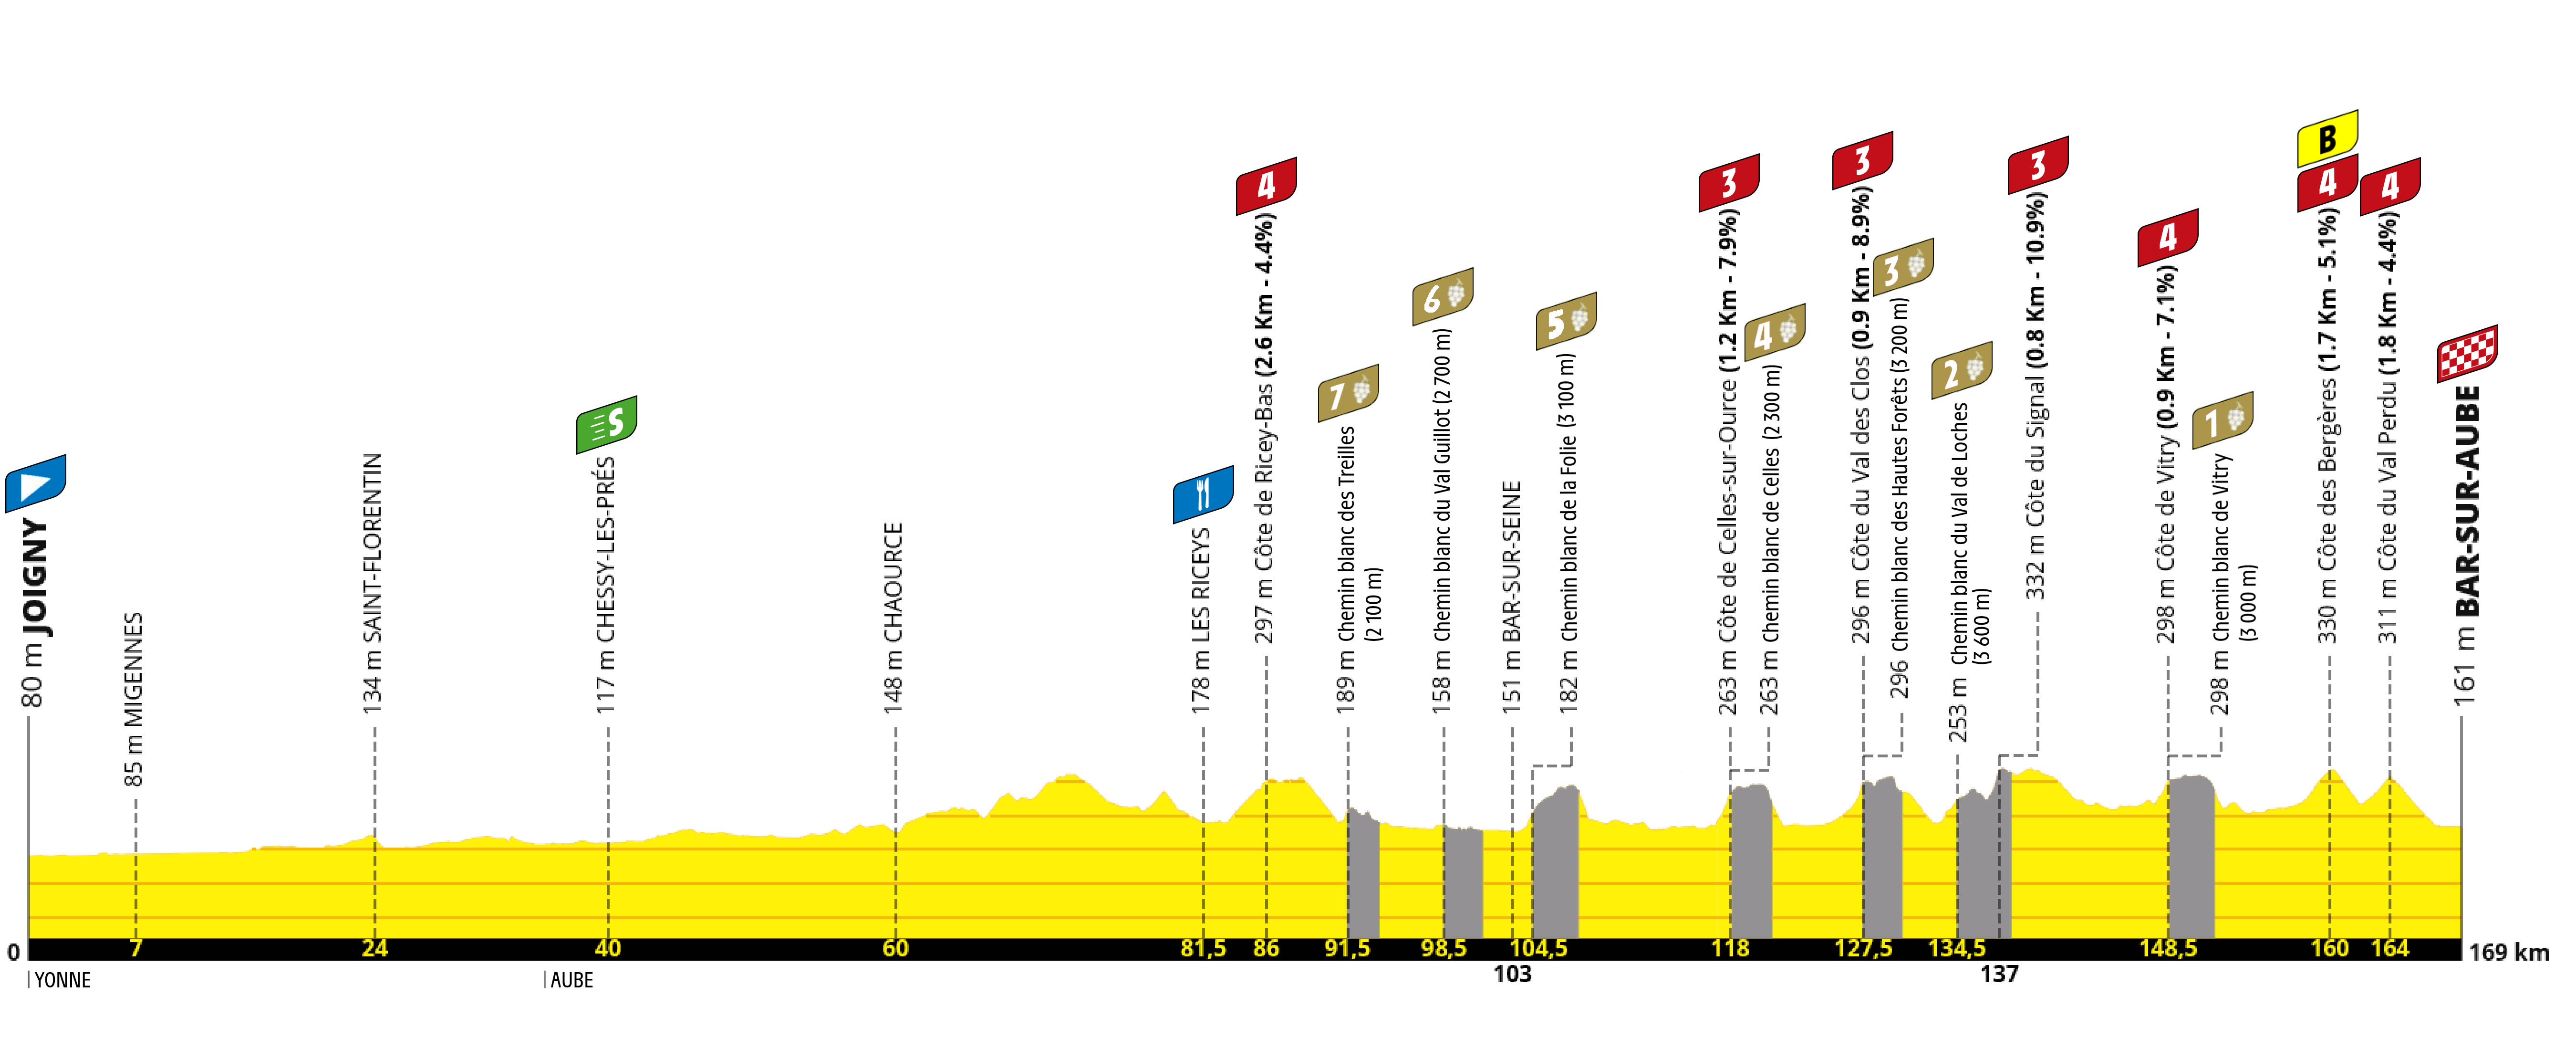 80 m JOIGNY
85 m MIGENNES
134 m SAINT-FLORENTIN
S
117 m CHESSY-LES-PRÉS
148 m CHAOURCE
178 m LES RICEYS
4
297 m Côte de Ricey-Bas (2.6 Km - 4.4%)
7
189 m Chemin blanc des Treilles
(2 100 m)
6
158 m Chemin blanc du Val Guillot (2 700 m)
151 m BAR-SUR-SEINE
5
182 m Chemin blanc de la Folie (3 100 m)
3
263 m Côte de Celles-sur-Ource (1.2 Km - 7.9%)
4
263 m Chemin blanc de Celles (2 300 m)
3
296 m Côte du Val des Clos (0.9 Km - 8.9%)
3
296 Chemin blanc des Hautes Forêts (3 200 m)
2
253 m Chemin blanc du Val de Loches
(3 600 m)
3
332 m Côte du Signal (0.8 Km - 10.9%)
4
298 m Côte de Vitry (0.9 Km - 7.1%)
1
298 m Chemin blanc de Vitry
(3 000 m)
B
4
330 m Côte des Bergères (1.7 Km - 5.1%)
4
311 m Côte du Val Perdu (1.8 Km - 4.4%)
161 m BAR-SUR-AUBE
0 7 24 40 60 81,5 86 91,5 98,5 104,5 118 127,5 134,5 148,5 160 164 169 km
103 137
YONNE AUBE